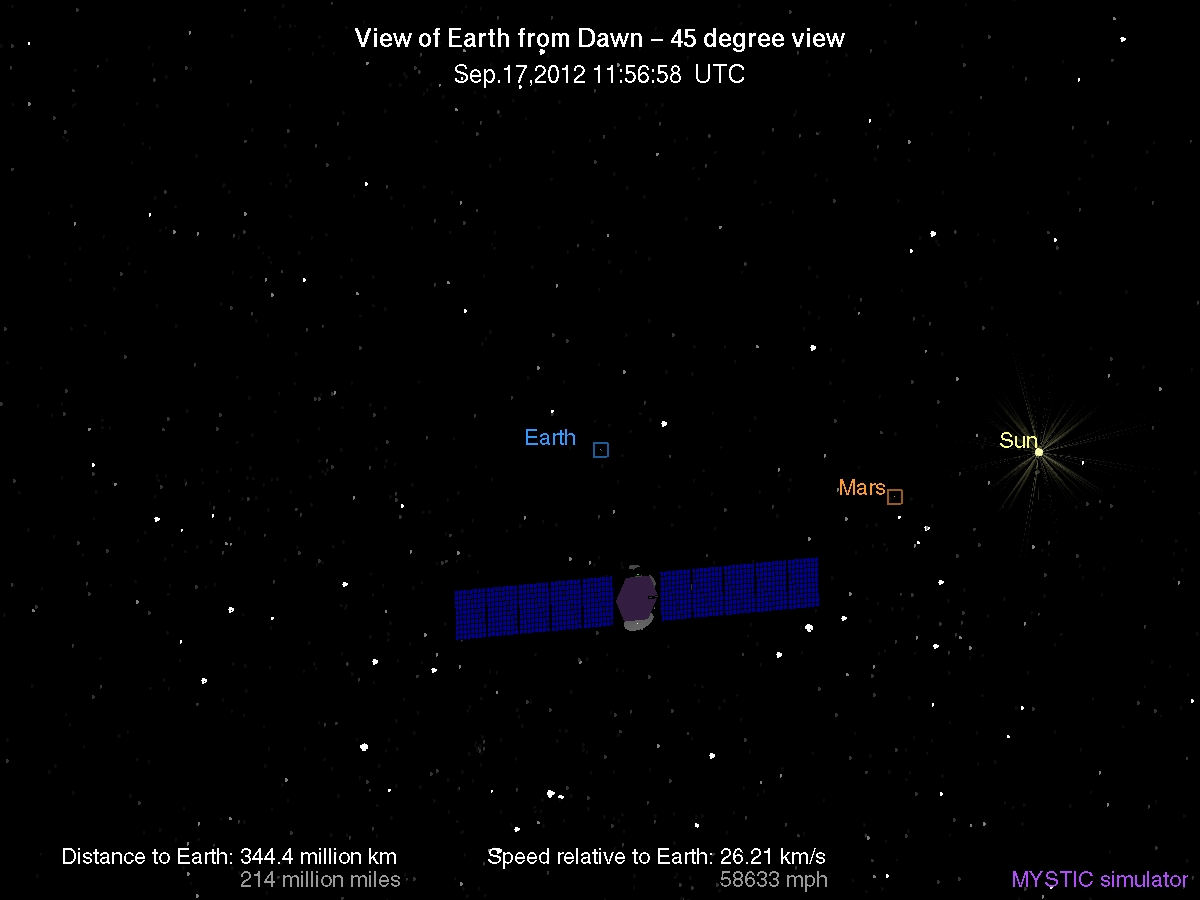 View of Earth from Dawn – 45 degree view
Sep.17,2012 11:56:58 UTC
Earth
Sun
Mars
Distance to Earth: 344.4 million km
214 million miles
Speed relative to Earth: 26.21 km/s
58633 mph
MYSTIC simulator